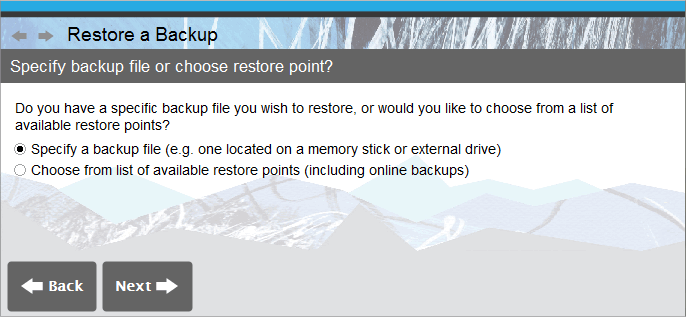 Restore a Backup
Specify backup file or choose restore point?
Do you have a specific backup file you wish to restore, or would you like to choose from a list of
available restore points?
Specify a backup file (e.g. one located on a memory stick or external drive)
Choose from list of available restore points (including online backups)
Back Next